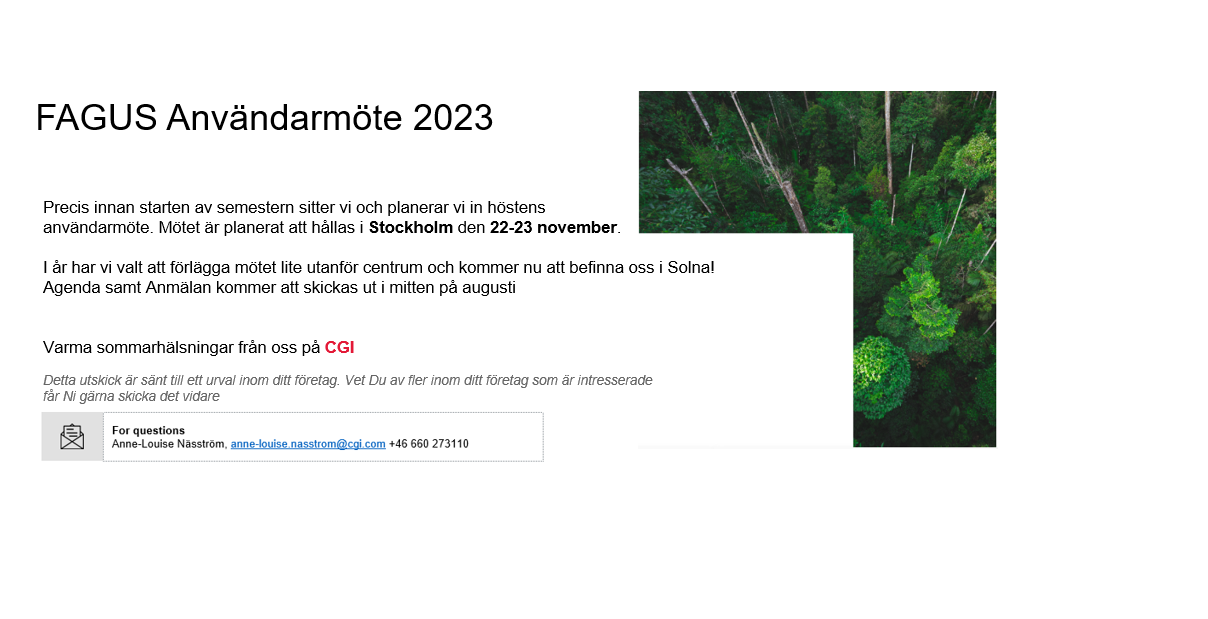 FAGUS Användarmöte 2023
Precis innan starten av semestern sitter vi och planerar vi in höstens
användarmöte. Mötet är planerat att hållas i Stockholm den 22-23 november.
I år har vi valt att förlägga mötet lite utanför centrum och kommer nu att befinna oss i Solna!
Agenda samt Anmälan kommer att skickas ut i mitten på augusti
Varma sommarhälsningar från oss på CGI
Detta utskick är sänt till ett urval inom ditt företag. Vet Du av fler inom ditt företag som är intresserade
får Ni gärna skicka det vidare
For questions
Anne-Louise Näsström, anne-louise.nasstrom@cgi.com +46 660 273110